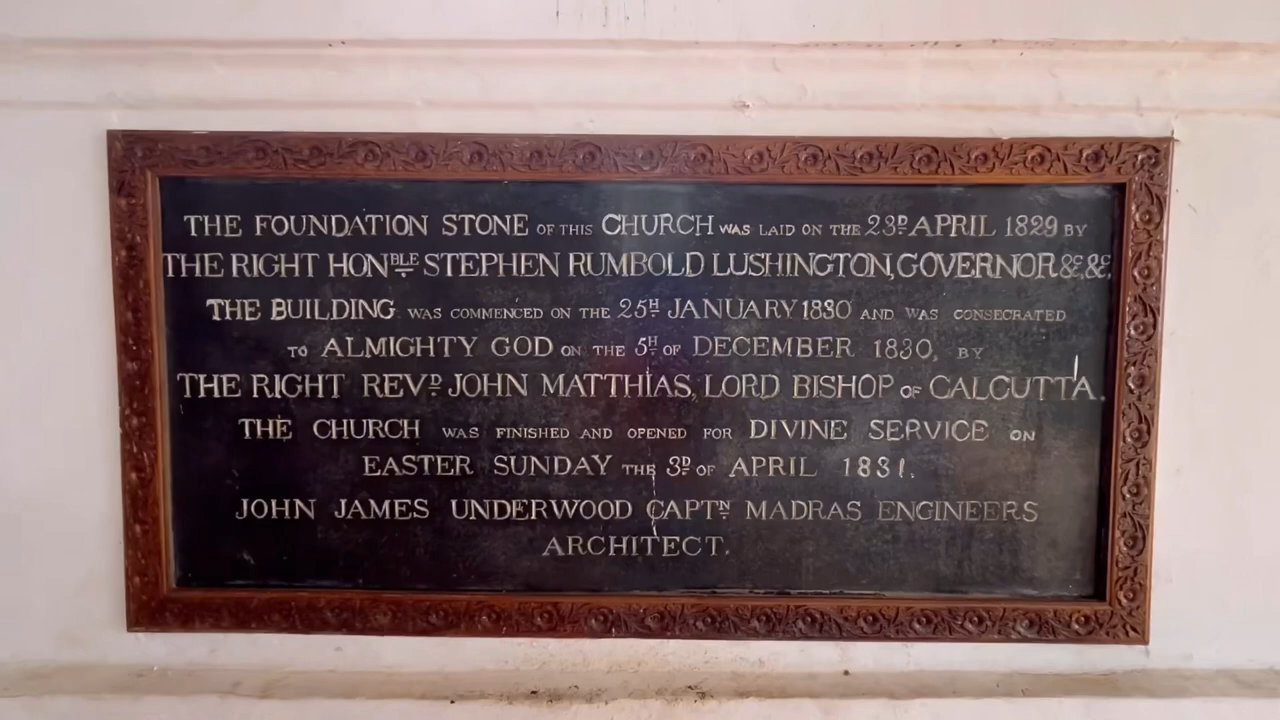 THE FOUNDATION STONE OF THIS CHURCH WAS LAID ON THE 23D APRIL 1829 BY
THE RIGHT HONBLE STEPHEN RUMBOLD LUSHINGTON, GOVERNOR &C &C,
THE BUILDING WAS COMMENCED ON THE 25H JANUARY 1830 AND WAS CONSECRATED
TO ALMIGHTY GOD ON THE 5H OF DECEMBER 1830, BY
THE RIGHT REVD JOHN MATTHIAS, LORD BISHOP OF CALCUTTA.
THE CHURCH WAS FINISHED AND OPENED FOR DIVINE SERVICE ON
EASTER SUNDAY THE 3D OF APRIL 1831.
JOHN JAMES UNDERWOOD CAPTN MADRAS ENGINEERS
ARCHITECT.